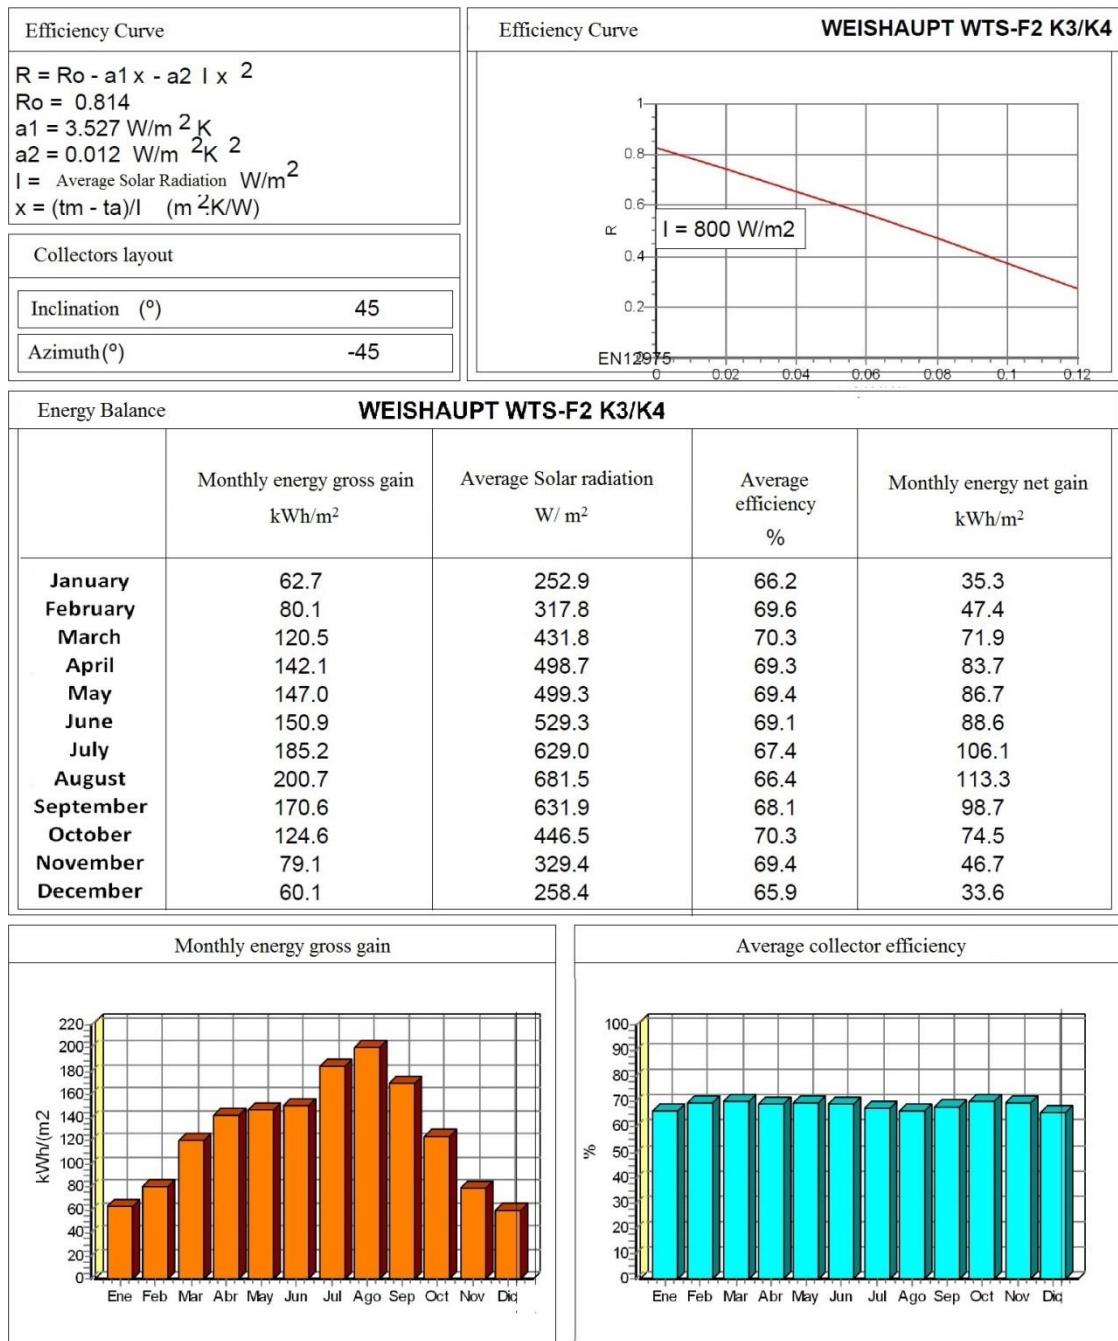 Efficiency Curve
R = Ro - a1 x - a2 I x 2
Ro = 0.814
a1 = 3.527 W/m 2 K
a2 = 0.012 W/m 2K 2
I = Average Solar Radiation W/m2
x = (tm - ta)/I (m 2.K/W)
Collectors layout
Inclination (º) 45
Azimuth(º) -45
Efficiency Curve WEISHAUPT WTS-F2 K3/K4
1
0.8
0.6
0.4
0.2
0
R
I = 800 W/m2
EN12975
0 0.02 0.04 0.06 0.08 0.1 0.12
Energy Balance WEISHAUPT WTS-F2 K3/K4
Monthly energy gross gain Average Solar radiation Average Monthly energy net gain
kWh/m2 W/ m2 efficiency kWh/m2
%
January 62.7 252.9 66.2 35.3
February 80.1 317.8 69.6 47.4
March 120.5 431.8 70.3 71.9
April 142.1 498.7 69.3 83.7
May 147.0 499.3 69.4 86.7
June 150.9 529.3 69.1 88.6
July 185.2 629.0 67.4 106.1
August 200.7 681.5 66.4 113.3
September 170.6 631.9 68.1 98.7
October 124.6 446.5 70.3 74.5
November 79.1 329.4 69.4 46.7
December 60.1 258.4 65.9 33.6
Monthly energy gross gain
220
200
180
160
140
120
100
80
60
40
20
0
kWh/(m2
Ene Feb Mar Abr May Jun Jul Ago Sep Oct Nov Dic
Average collector efficiency
100
90
80
70
60
50
40
30
20
10
0
%
Ene Feb Mar Abr May Jun Jul Ago Sep Oct Nov Dic